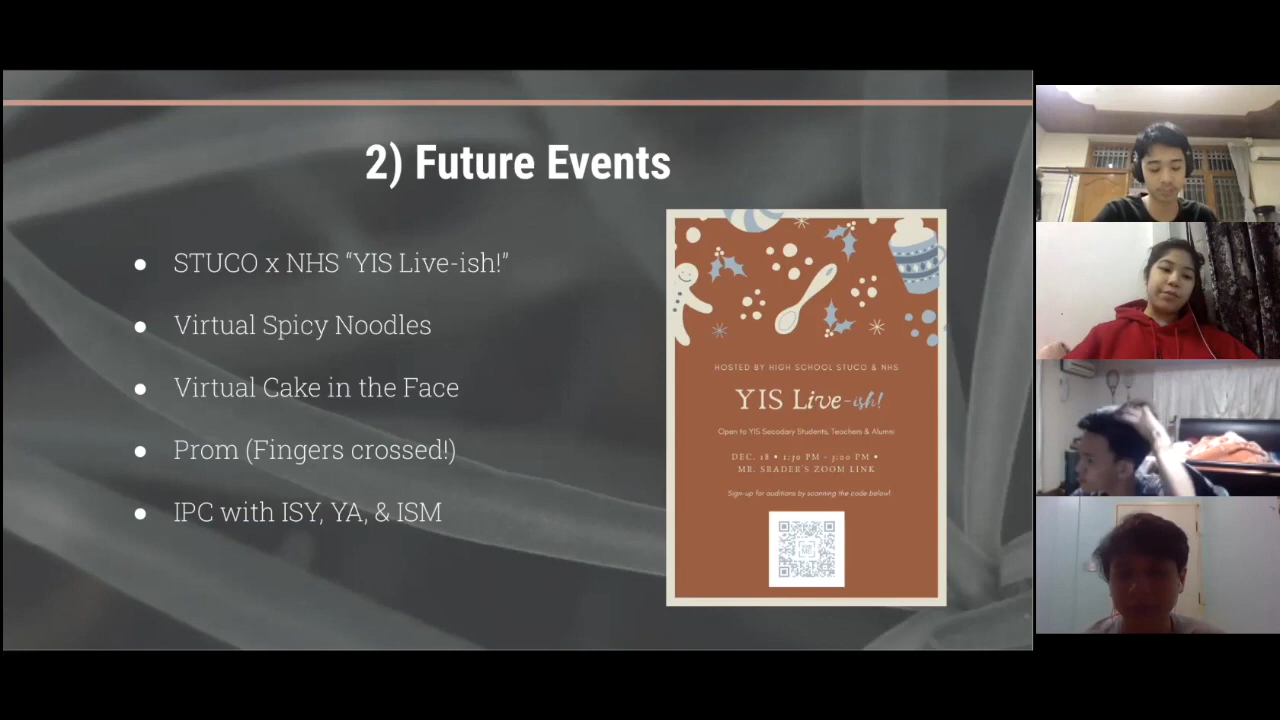 2) Future Events
● STUCO x NHS “YIS Live-ish!”
● Virtual Spicy Noodles
● Virtual Cake in the Face
● Prom (Fingers crossed!)
● IPC with ISY, YA, & ISM
HOSTED BY HIGH SCHOOL STUCO & NHS
YIS Live-ish!
Open to YIS Secodary Students, Teachers & Alumni
DEC. 18 • 1:30 PM - 3:00 PM •
MR. SRADER'S ZOOM LINK
Sign-up for auditions by scanning the code below!